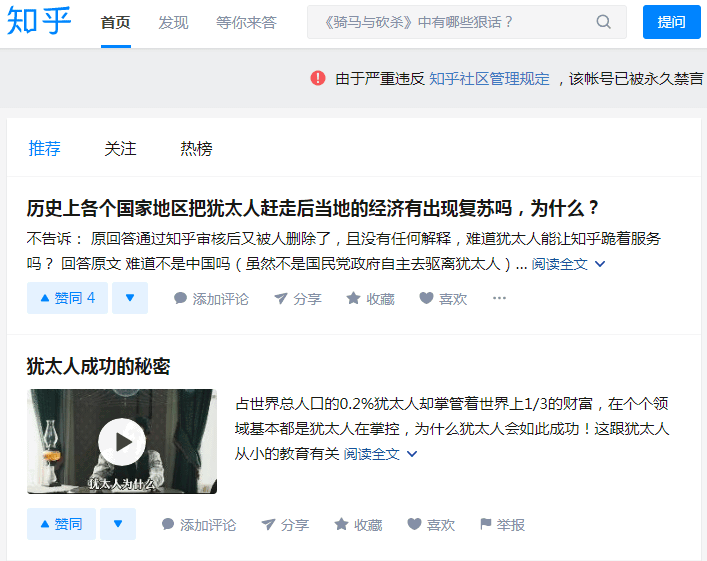 知乎 首页 发现 等你来答 《骑马与砍杀》中有哪些狠话？ 提问
由于严重违反 知乎社区管理规定 ，该帐号已被永久禁言
推荐 关注 热榜
历史上各个国家地区把犹太人赶走后当地的经济有出现复苏吗，为什么？
不告诉： 原回答通过知乎审核后又被人删除了，且没有任何解释，难道犹太人能让知乎跪着服务
吗？ 回答原文 难道不是中国吗（虽然不是国民党政府自主去驱离犹太人）... 阅读全文
赞同 4 添加评论 分享 收藏 喜欢
犹太人成功的秘密
占世界总人口的0.2%犹太人却掌管着世界上1/3的财富，在个个领
域基本都是犹太人在掌控，为什么犹太人会如此成功！这跟犹太人
从小的教育有关 阅读全文
犹太人为什么
赞同 添加评论 分享 收藏 喜欢 举报